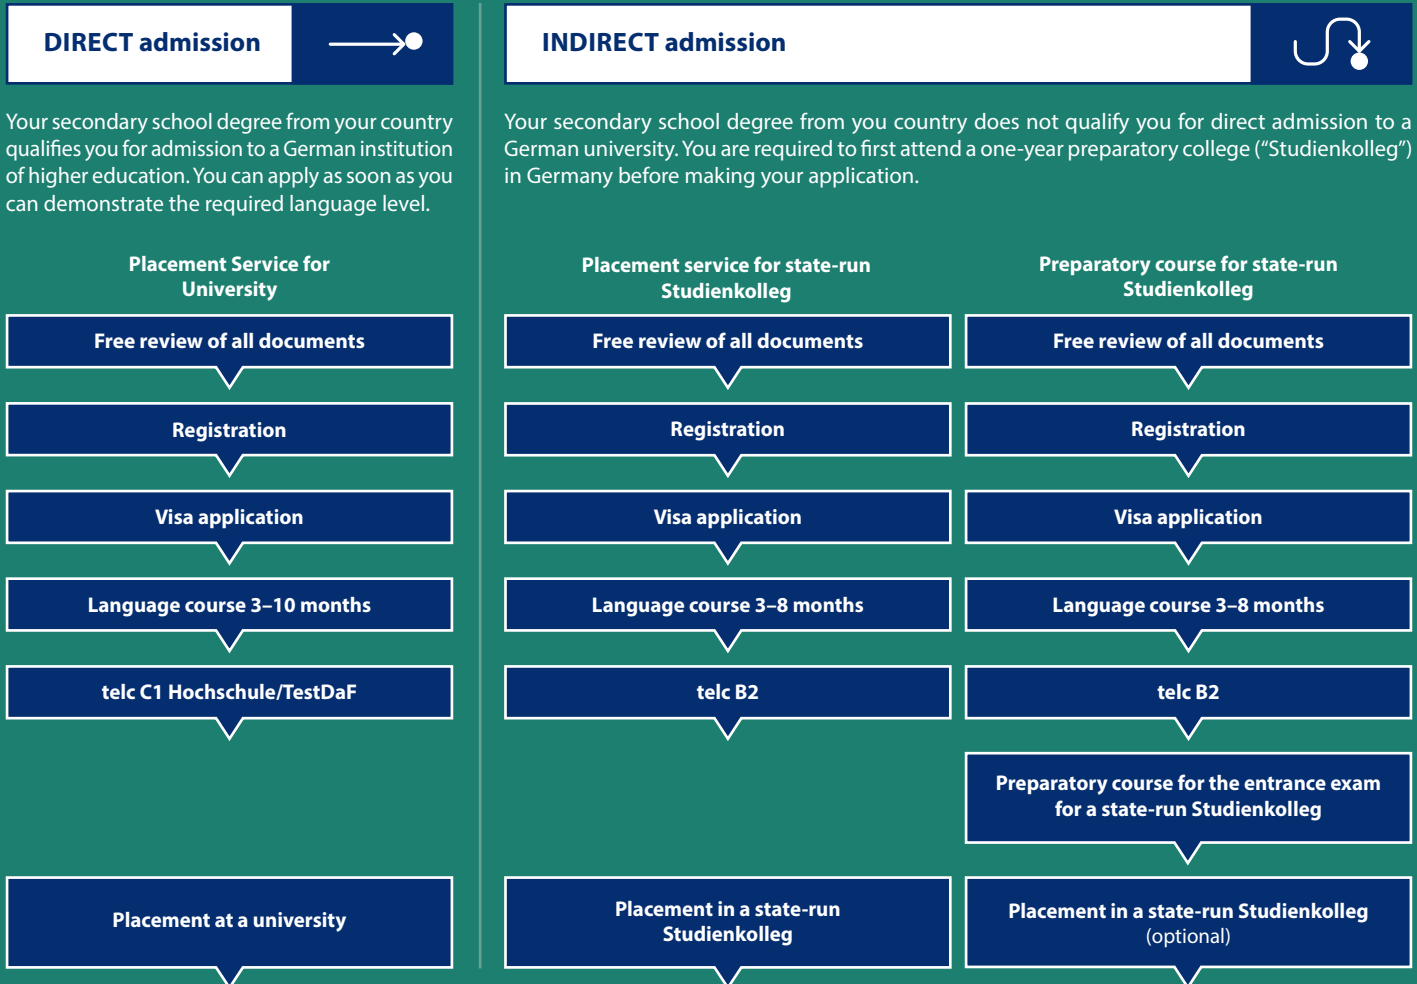 DIRECT admission
Your secondary school degree from your country
qualifies you for admission to a German institution
of higher education. You can apply as soon as you
can demonstrate the required language level.
Placement Service for
University
Free review of all documents
Registration
Visa application
Language course 3–10 months
telc C1 Hochschule/TestDaF
Placement at a university
INDIRECT admission
Your secondary school degree from you country does not qualify you for direct admission to a
German university. You are required to first attend a one-year preparatory college (“Studienkolleg”)
in Germany before making your application.
Placement service for state-run
Studienkolleg
Free review of all documents
Registration
Visa application
Language course 3–8 months
telc B2
Placement in a state-run
Studienkolleg
Preparatory course for state-run
Studienkolleg
Free review of all documents
Registration
Visa application
Language course 3–8 months
telc B2
Preparatory course for the entrance exam
for a state-run Studienkolleg
Placement in a state-run Studienkolleg
(optional)